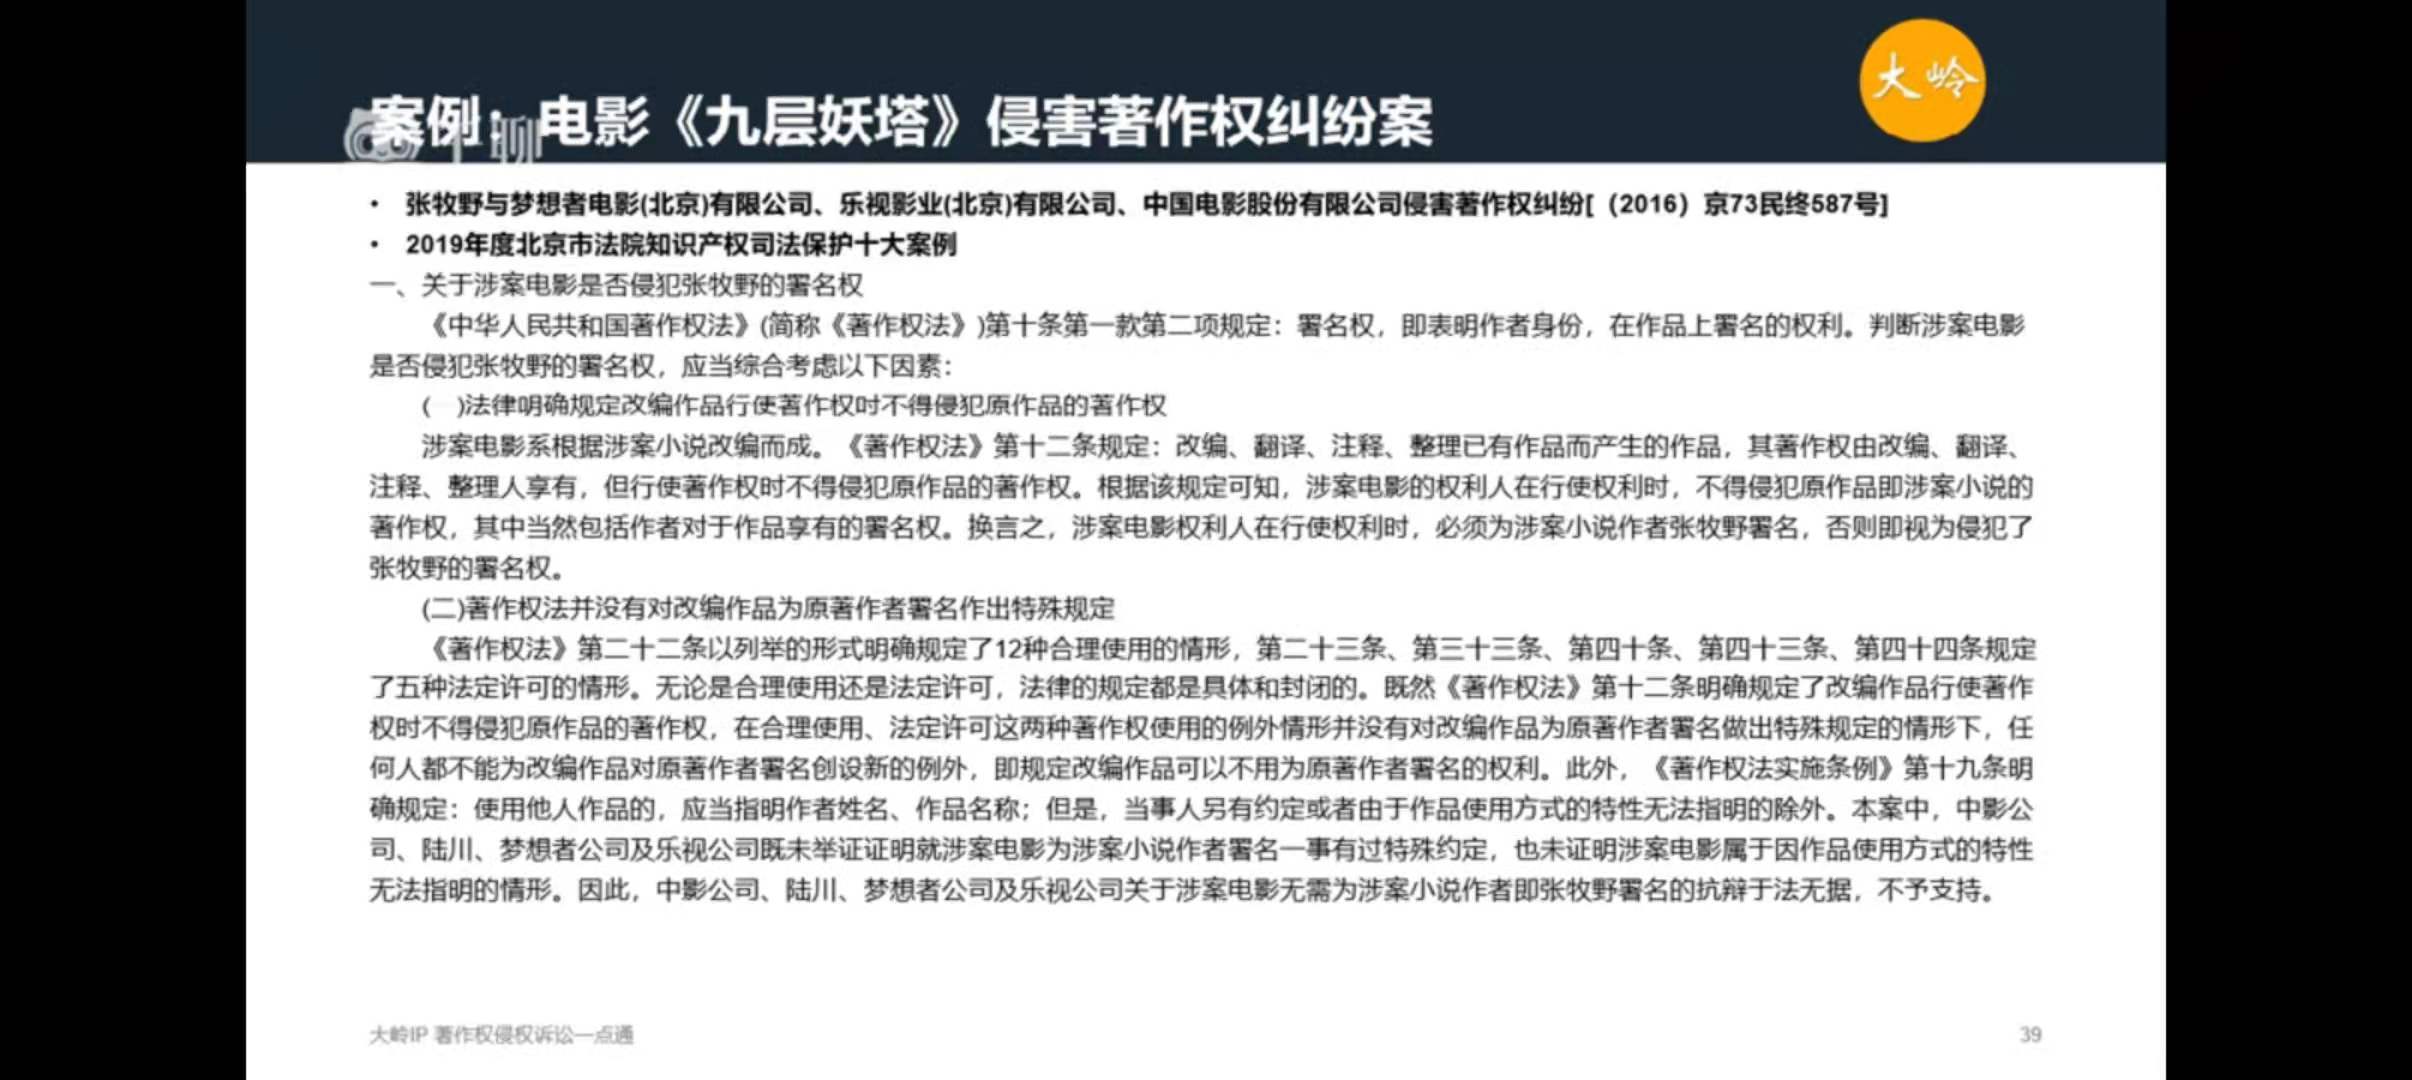 大岭
案例：电影《九层妖塔》侵害著作权纠纷案
• 张牧野与梦想者电影(北京)有限公司、乐视影业(北京)有限公司、中国电影股份有限公司侵害著作权纠纷[（2016）京73民终587号]
• 2019年度北京市法院知识产权司法保护十大案例
一、关于涉案电影是否侵犯张牧野的署名权
《中华人民共和国著作权法》(简称《著作权法》)第十条第一款第二项规定：署名权，即表明作者身份，在作品上署名的权利。判断涉案电影
是否侵犯张牧野的署名权，应当综合考虑以下因素：
(一)法律明确规定改编作品行使著作权时不得侵犯原作品的著作权
涉案电影系根据涉案小说改编而成。《著作权法》第十二条规定：改编、翻译、注释、整理已有作品而产生的作品，其著作权由改编、翻译、
注释、整理人享有，但行使著作权时不得侵犯原作品的著作权。根据该规定可知，涉案电影的权利人在行使权利时，不得侵犯原作品即涉案小说的
著作权，其中当然包括作者对于作品享有的署名权。换言之，涉案电影权利人在行使权利时，必须为涉案小说作者张牧野署名，否则即视为侵犯了
张牧野的署名权。
(二)著作权法并没有对改编作品为原著作者署名作出特殊规定
《著作权法》第二十二条以列举的形式明确规定了12种合理使用的情形，第二十三条、第三十三条、第四十条、第四十三条、第四十四条规定
了五种法定许可的情形。无论是合理使用还是法定许可，法律的规定都是具体和封闭的。既然《著作权法》第十二条明确规定了改编作品行使著作
权时不得侵犯原作品的著作权，在合理使用、法定许可这两种著作权使用的例外情形并没有对改编作品为原著作者署名做出特殊规定的情形下，任
何人都不能为改编作品对原著作者署名创设新的例外，即规定改编作品可以不用为原著作者署名的权利。此外，《著作权法实施条例》第十九条明
确规定：使用他人作品的，应当指明作者姓名、作品名称；但是，当事人另有约定或者由于作品使用方式的特性无法指明的除外。本案中，中影公
司、陆川、梦想者公司及乐视公司既未举证证明就涉案电影为涉案小说作者署名一事有过特殊约定，也未证明涉案电影属于因作品使用方式的特性
无法指明的情形。因此，中影公司、陆川、梦想者公司及乐视公司关于涉案电影无需为涉案小说作者即张牧野署名的抗辩于法无据，不予支持。
大岭IP 著作权侵权诉讼一点通
39